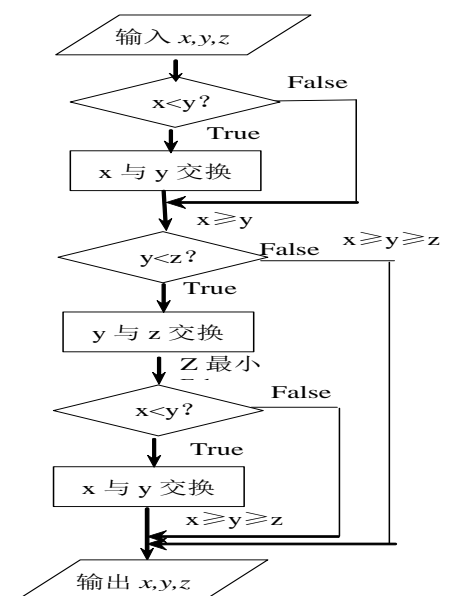 输入 x,y,z
False
x<y?
True
x 与 y 交换
x≥y
x≥y≥z
False
y<z?
True
y 与 z 交换
Z 最小
False
x<y?
True
x 与 y 交换
x≥y≥z
输出 x,y,z